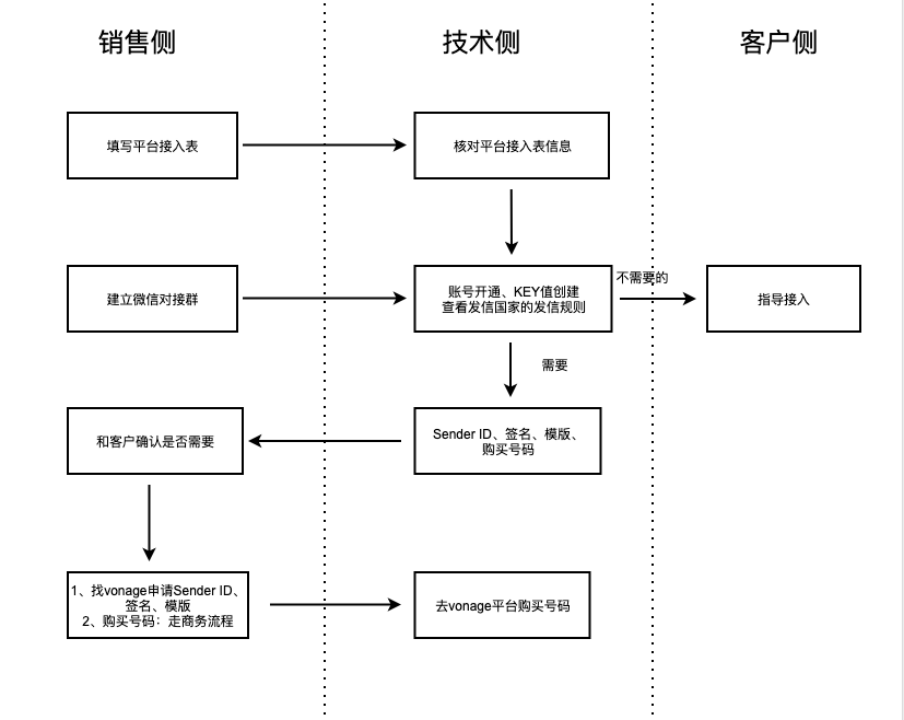 销售侧
技术侧
客户侧
填写平台接入表
核对平台接入表信息
建立微信对接群
账号开通、KEY值创建
查看发信国家的发信规则
不需要的
指导接入
需要
和客户确认是否需要
Sender ID、签名、模版、
购买号码
1、找vonage申请Sender ID、
签名、模版
2、购买号码：走商务流程
去vonage平台购买号码